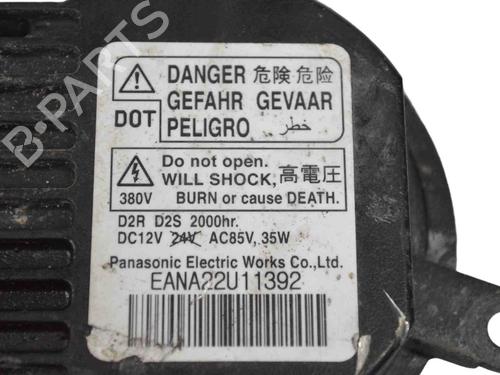 B-PARTS
DANGER 危険 危险
GEFAHR GEVAAR
PELIGRO خطر
DOT
Do not open.
WILL SHOCK, 高電圧
380V BURN or cause DEATH.
D2R D2S 2000hr.
DC12V 24V AC85V, 35W
Panasonic Electric Works Co., Ltd.
EANA22U11392